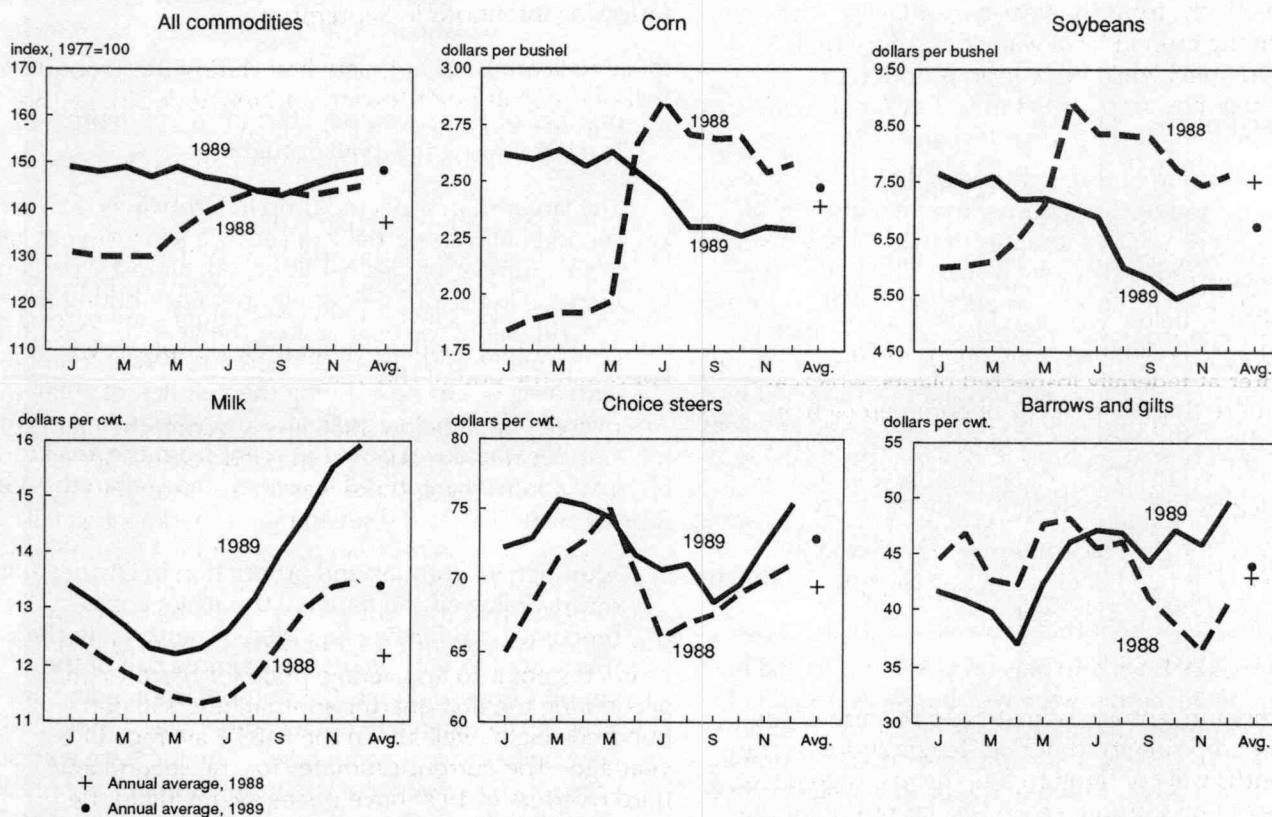 All commodities
index, 1977=100
170
160
150
140
130
120
110
1989
1988
J M M J S N Avg.
Corn
dollars per bushel
3.00
2.75
2.50
2.25
2.00
1.75
1988
1989
J M M J S N Avg.
Soybeans
dollars per bushel
9.50
8.50
7.50
6.50
5.50
4.50
1988
1989
J M M J S N Avg.
Milk
dollars per cwt.
16
15
14
13
12
11
1989
1988
J M M J S N Avg.
Choice steers
dollars per cwt.
80
75
70
65
60
1989
1988
J M M J S N Avg.
Barrows and gilts
dollars per cwt.
55
50
45
40
35
30
1989
1988
J M M J S N Avg.
+ Annual average, 1988
● Annual average, 1989